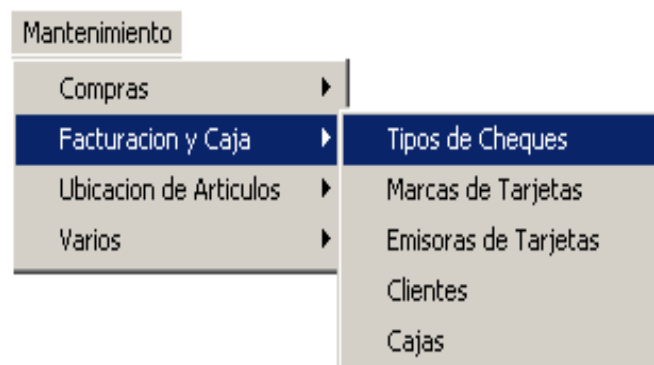 Mantenimiento
Compras
Facturacion y Caja
Ubicacion de Articulos
Varios
Tipos de Cheques
Marcas de Tarjetas
Emisoras de Tarjetas
Clientes
Cajas